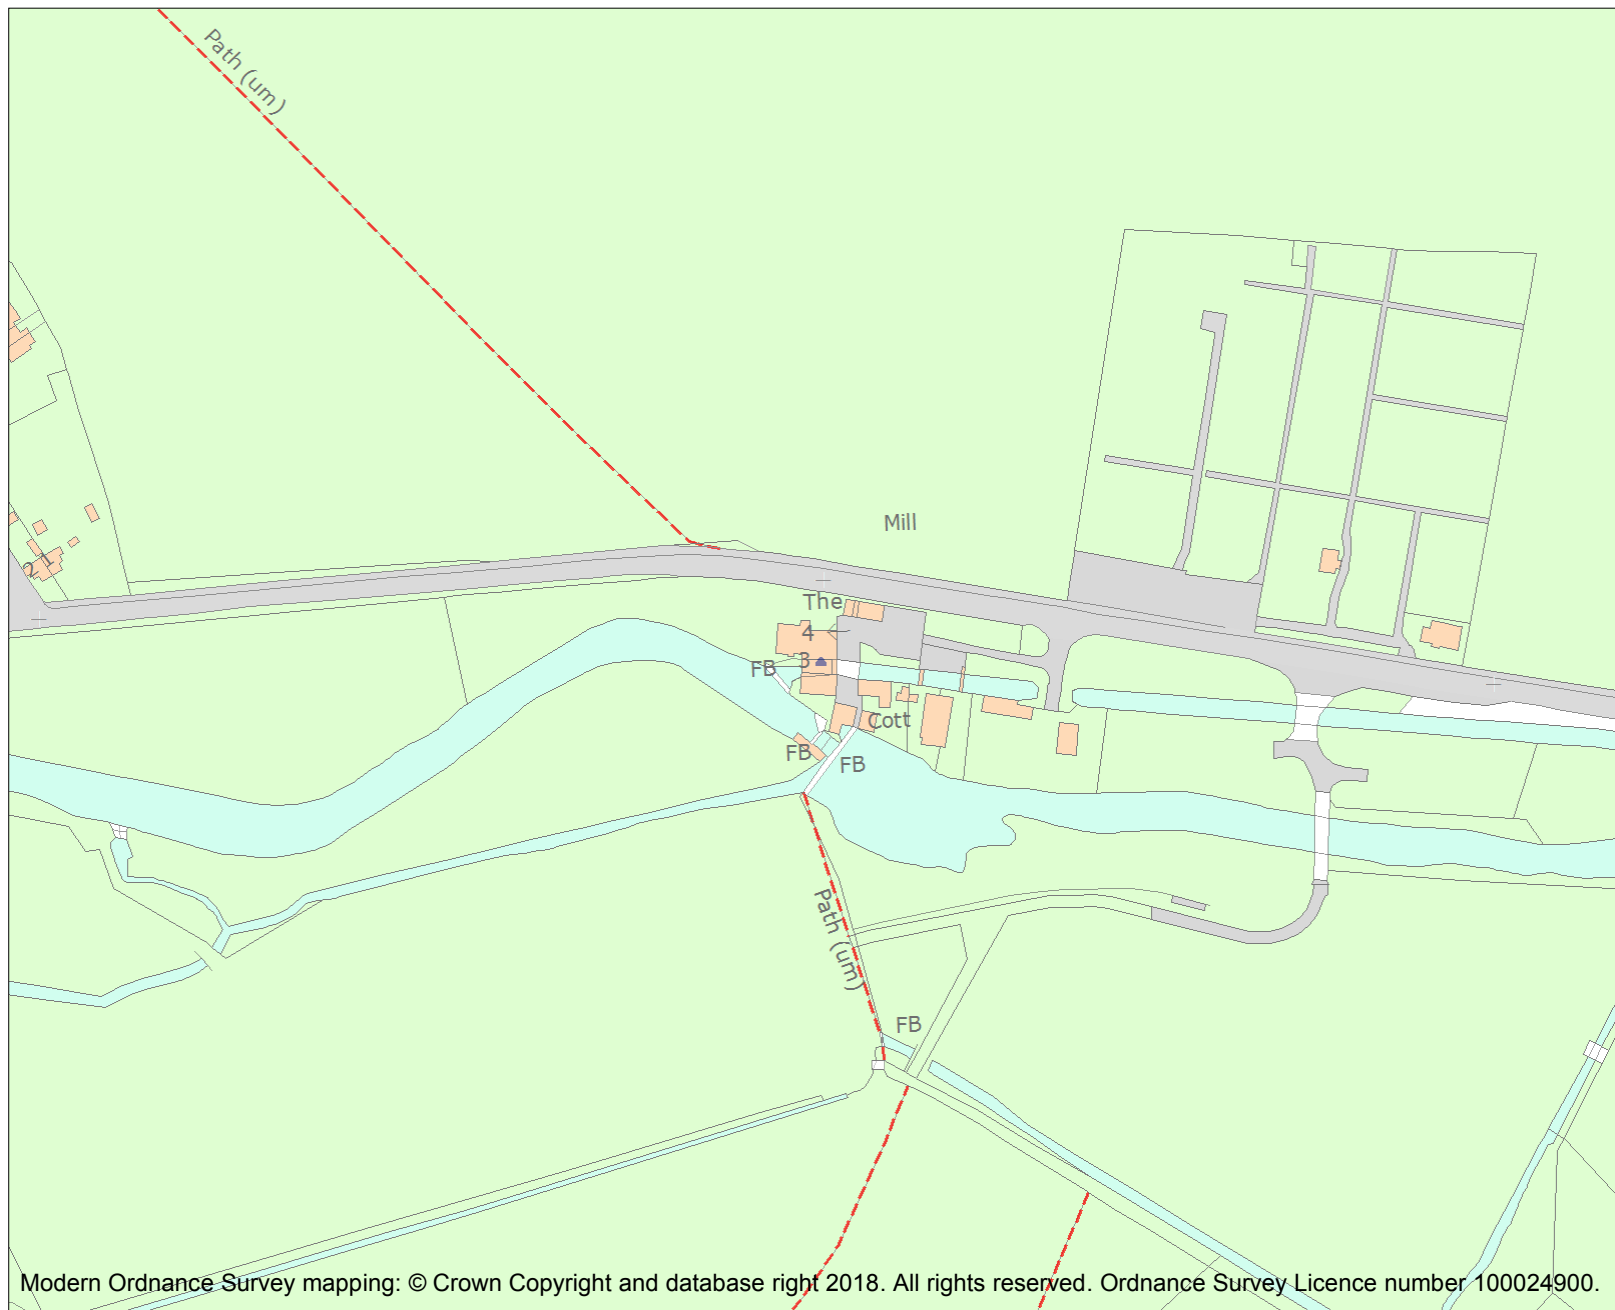 Path (um)
Mill
The
4
3
FB
Cott
FB
FB
2 1
Path (um)
FB
Modern Ordnance Survey mapping: © Crown Copyright and database right 2018. All rights reserved. Ordnance Survey Licence number 100024900.